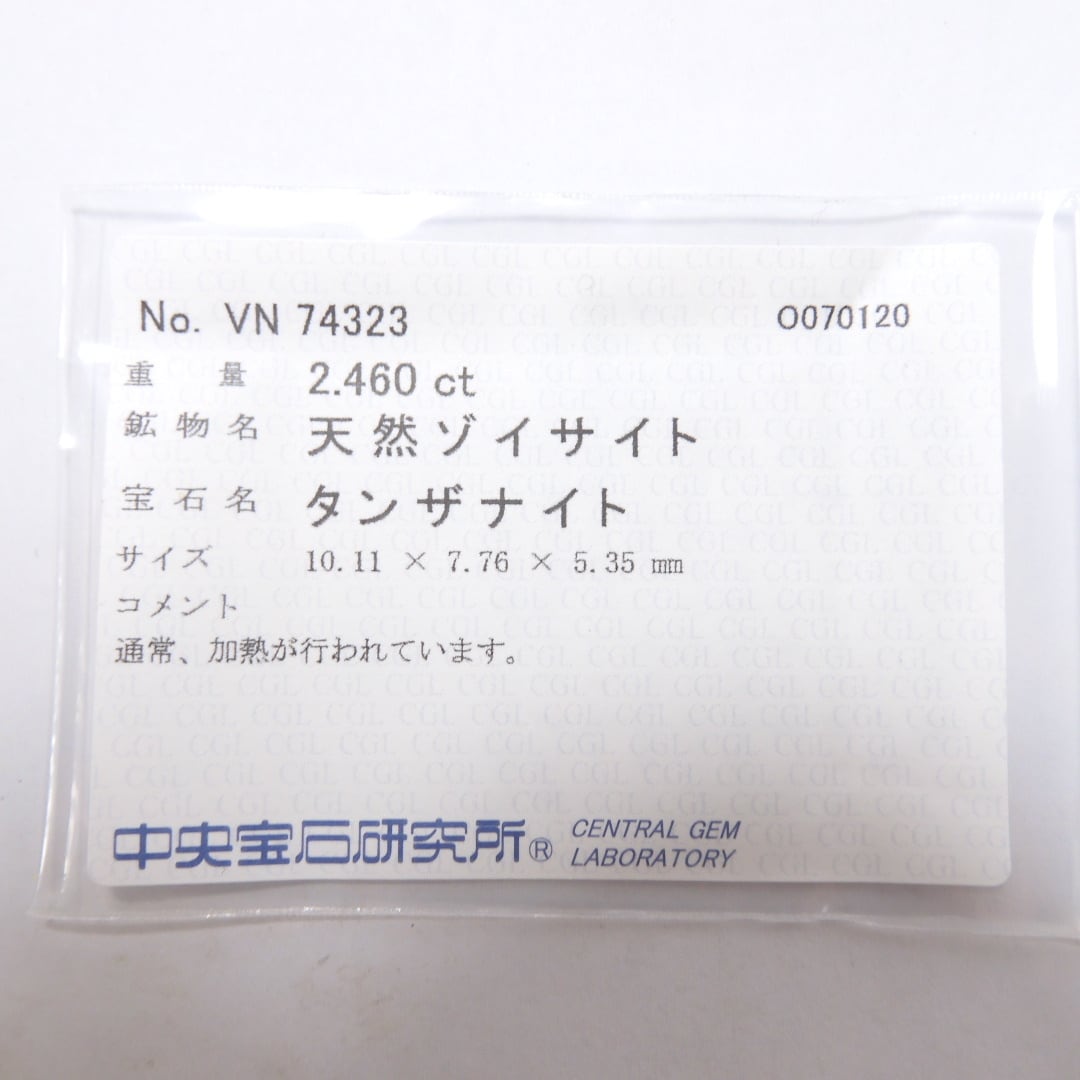 No. VN 74323 O070120
重量 2.460 ct
鉱物名 天然ゾイサイト
宝石名 タンザナイト
サイズ 10.11 × 7.76 × 5.35 mm
コメント
通常、加熱が行われています。
中央宝石研究所® CENTRAL GEM
LABORATORY